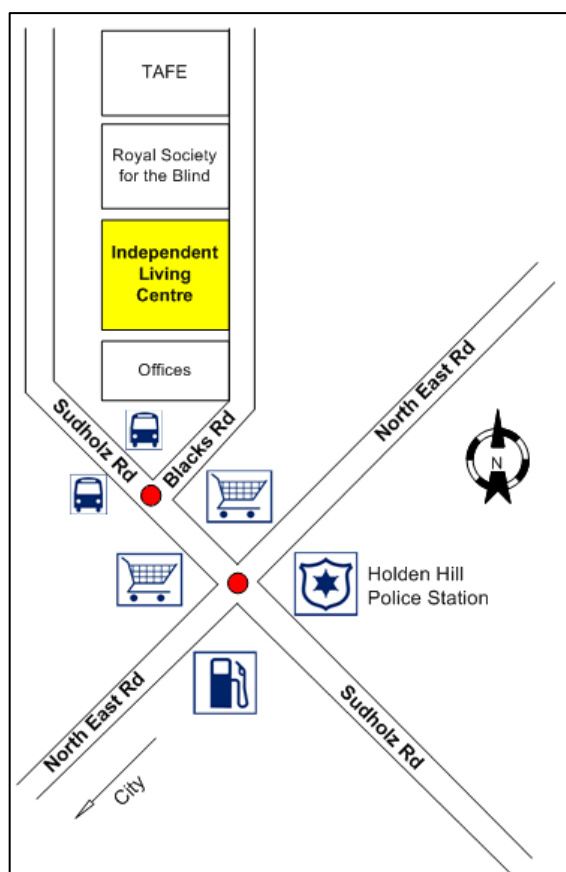 TAFE
Royal Society
for the Blind
Independent
Living
Centre
Offices
Sudholz Rd
Blacks Rd
North East Rd
N
Holden Hill
Police Station
North East Rd
Sudholz Rd
City